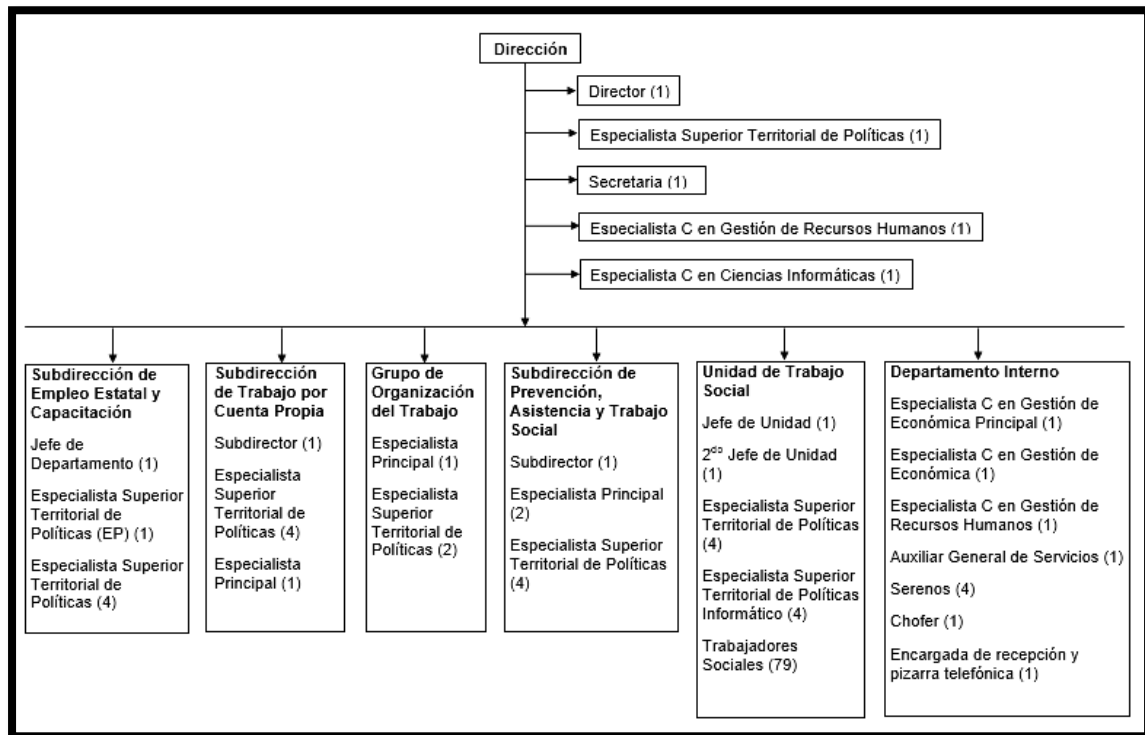 Dirección
Director (1)
Especialista Superior Territorial de Políticas (1)
Secretaria (1)
Especialista C en Gestión de Recursos Humanos (1)
Especialista C en Ciencias Informáticas (1)
Subdirección de
Empleo Estatal y
Capacitación
Jefe de
Departamento (1)
Especialista Superior
Territorial de
Políticas (EP) (1)
Especialista Superior
Territorial de
Políticas (4)
Subdirección
de Trabajo por
Cuenta Propia
Subdirector (1)
Especialista
Superior
Territorial de
Políticas (4)
Especialista
Principal (1)
Grupo de
Organización
del Trabajo
Especialista
Principal (1)
Especialista
Superior
Territorial de
Políticas (2)
Subdirección de
Prevención,
Asistencia y Trabajo
Social
Subdirector (1)
Especialista Principal
(2)
Especialista Superior
Territorial de Políticas
(4)
Unidad de Trabajo
Social
Jefe de Unidad (1)
2do Jefe de Unidad
(1)
Especialista Superior
Territorial de Políticas
(4)
Especialista Superior
Territorial de Políticas
Informático (4)
Trabajadores
Sociales (79)
Departamento Interno
Especialista C en Gestión de
Económica Principal (1)
Especialista C en Gestión de
Económica (1)
Especialista C en Gestión de
Recursos Humanos (1)
Auxiliar General de Servicios (1)
Serenos (4)
Chofer (1)
Encargada de recepción y
pizarra telefónica (1)